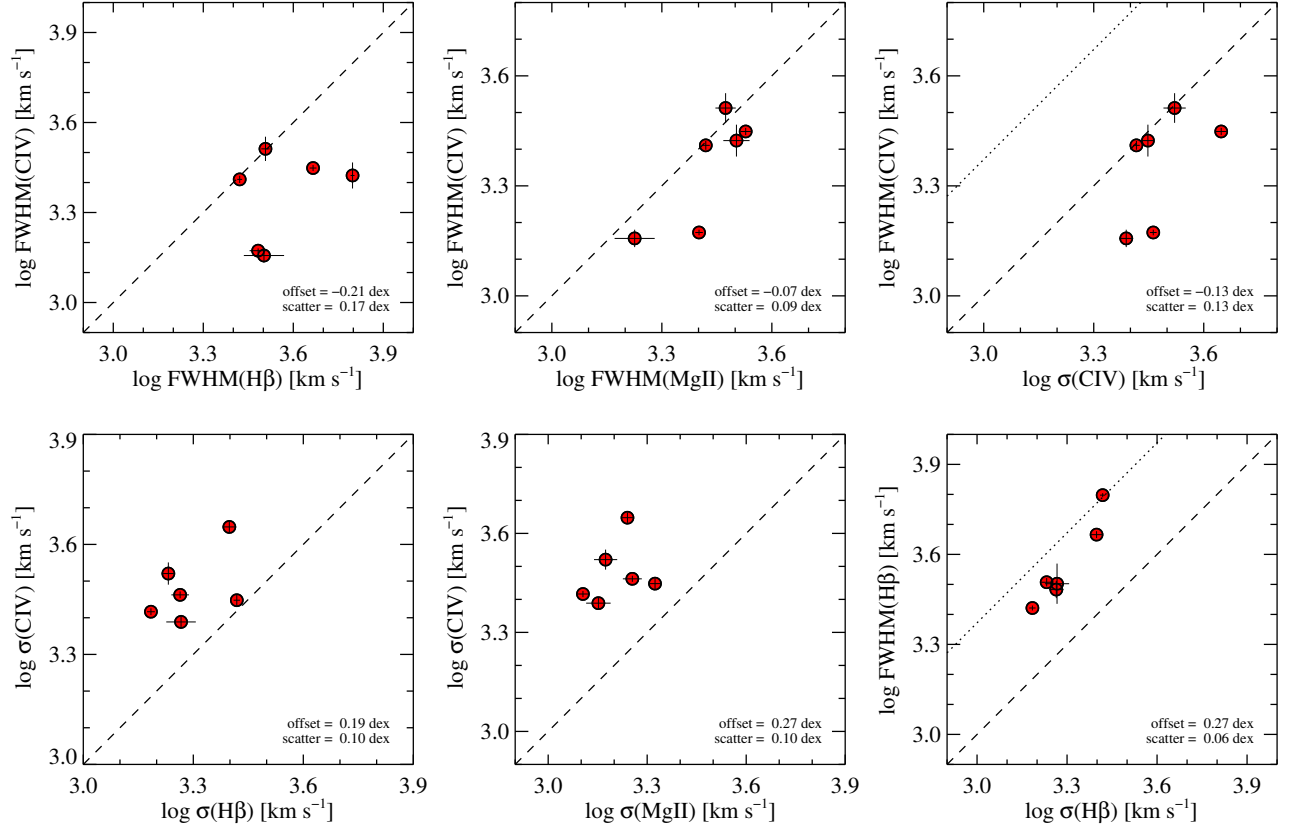 log FWHM(CIV) [km s⁻¹]
3.9
3.6
3.3
3.0
offset = −0.21 dex
scatter = 0.17 dex
3.0 3.3 3.6 3.9
log FWHM(Hβ) [km s⁻¹]
log FWHM(CIV) [km s⁻¹]
3.6
3.3
3.0
offset = −0.07 dex
scatter = 0.09 dex
3.0 3.3 3.6
log FWHM(MgII) [km s⁻¹]
log FWHM(CIV) [km s⁻¹]
3.6
3.3
3.0
offset = −0.13 dex
scatter = 0.13 dex
3.0 3.3 3.6
log σ(CIV) [km s⁻¹]
log σ(CIV) [km s⁻¹]
3.9
3.6
3.3
3.0
offset = 0.19 dex
scatter = 0.10 dex
3.0 3.3 3.6 3.9
log σ(Hβ) [km s⁻¹]
log σ(CIV) [km s⁻¹]
3.9
3.6
3.3
3.0
offset = 0.27 dex
scatter = 0.10 dex
3.0 3.3 3.6 3.9
log σ(MgII) [km s⁻¹]
log FWHM(Hβ) [km s⁻¹]
3.9
3.6
3.3
3.0
offset = 0.27 dex
scatter = 0.06 dex
3.0 3.3 3.6 3.9
log σ(Hβ) [km s⁻¹]